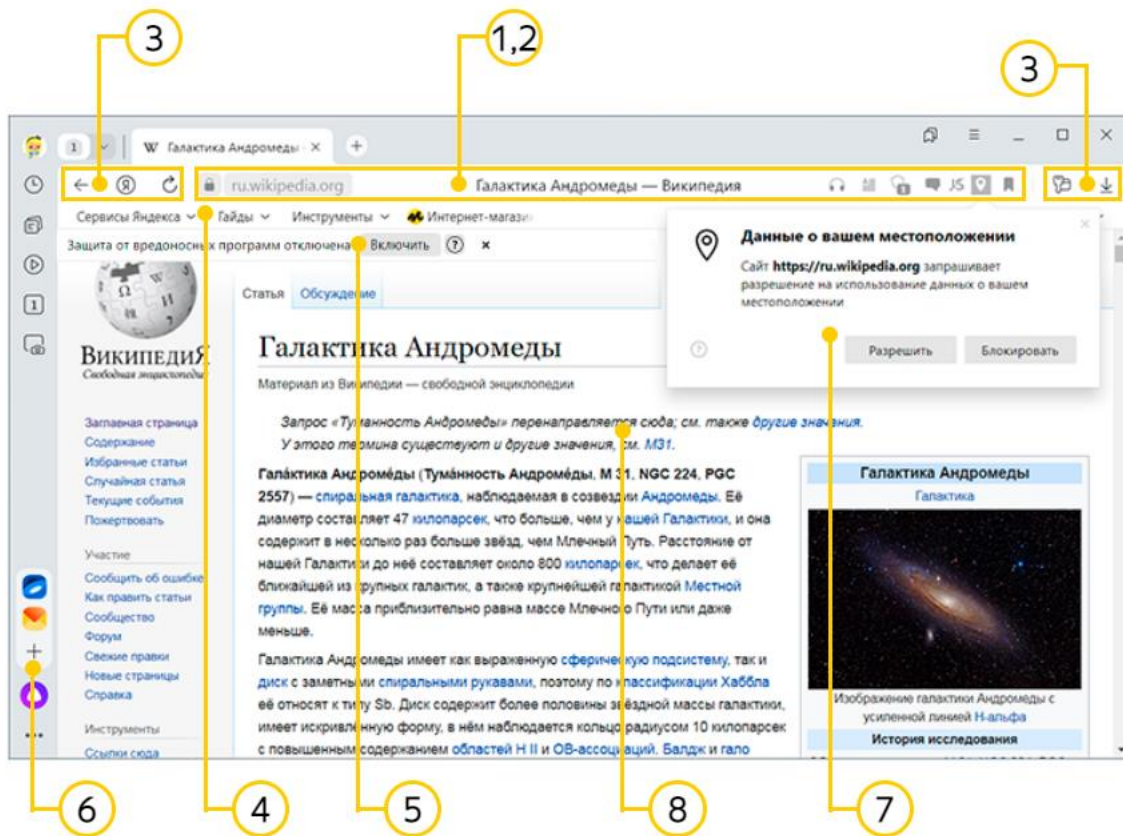 3
1,2
3
1
W Галактика Андромеды
ru.wikipedia.org
Галактика Андромеды — Википедия
JS
Сервисы Яндекса
Гайды
Инструменты
Интернет-магази
Защита от вредоносных программ отключена
Включить
Данные о вашем местоположении
Сайт https://ru.wikipedia.org запрашивает
разрешение на использование данных о вашем
местоположении
Разрешить
Блокировать
1
ВИКИПЕДИЯ
Свободная энциклопедия
Заглавная страница
Содержание
Избранные статьи
Случайная статья
Текущие события
Пожертвовать
Участие
Сообщить об ошибке
Как править статьи
Сообщество
Форум
Свежие правки
Новые страницы
Справка
Инструменты
Ссылки сюда
Статья
Обсуждение
Галактика Андромеды
Материал из Википедии — свободной энциклопедии
Запрос «Туманность Андромеды» перенаправляется сюда; см. также другие значения.
У этого термина существуют и другие значения, см. M31.
Гала́ктика Андроме́ды (Тума́нность Андроме́ды, M 31, NGC 224, PGC
2557) — спиральная галактика, наблюдаемая в созвездии Андромеды. Её
диаметр составляет 47 килопарсек, что больше, чем у нашей Галактики, и она
содержит в несколько раз больше звёзд, чем Млечный Путь. Расстояние от
нашей Галактики до неё составляет около 800 килопарсек, что делает её
ближайшей из крупных галактик, а также крупнейшей галактикой Местной
группы. Её масса приблизительно равна массе Млечного Пути или даже
меньше.
Галактика Андромеды имеет как выраженную сферическую подсистему, так и
диск с заметными спиральными рукавами, поэтому по классификации Хаббла
её относят к типу Sb. Диск содержит более половины звёздной массы галактики,
имеет искривлённую форму, в нём наблюдается кольцо радиусом 10 килопарсек
с повышенным содержанием областей H II и OB-ассоциаций. Балдж и гало
Галактика Андромеды
Галактика
Изображение галактики Андромеды с
усиленной линией Н-альфа
История исследования
6
4
5
8
7